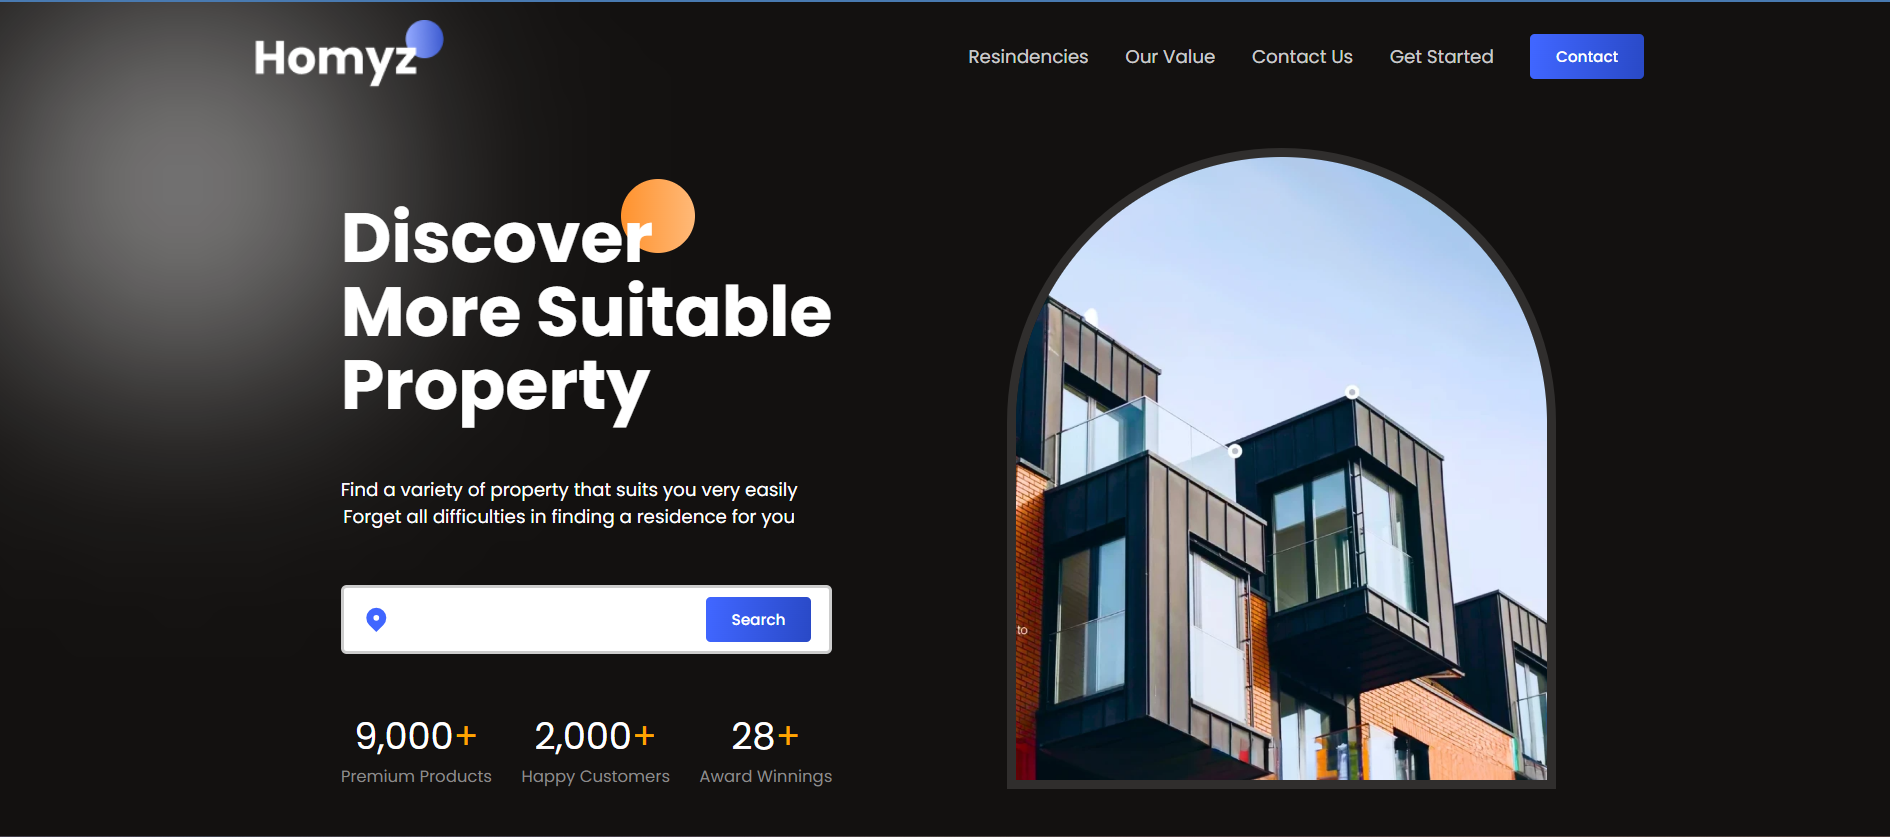 Homyz
Resindencies
Our Value
Contact Us
Get Started
Contact
Discover
More Suitable
Property
Find a variety of property that suits you very easily
Forget all difficulties in finding a residence for you
Search
9,000+
2,000+
28+
Premium Products
Happy Customers
Award Winnings
to